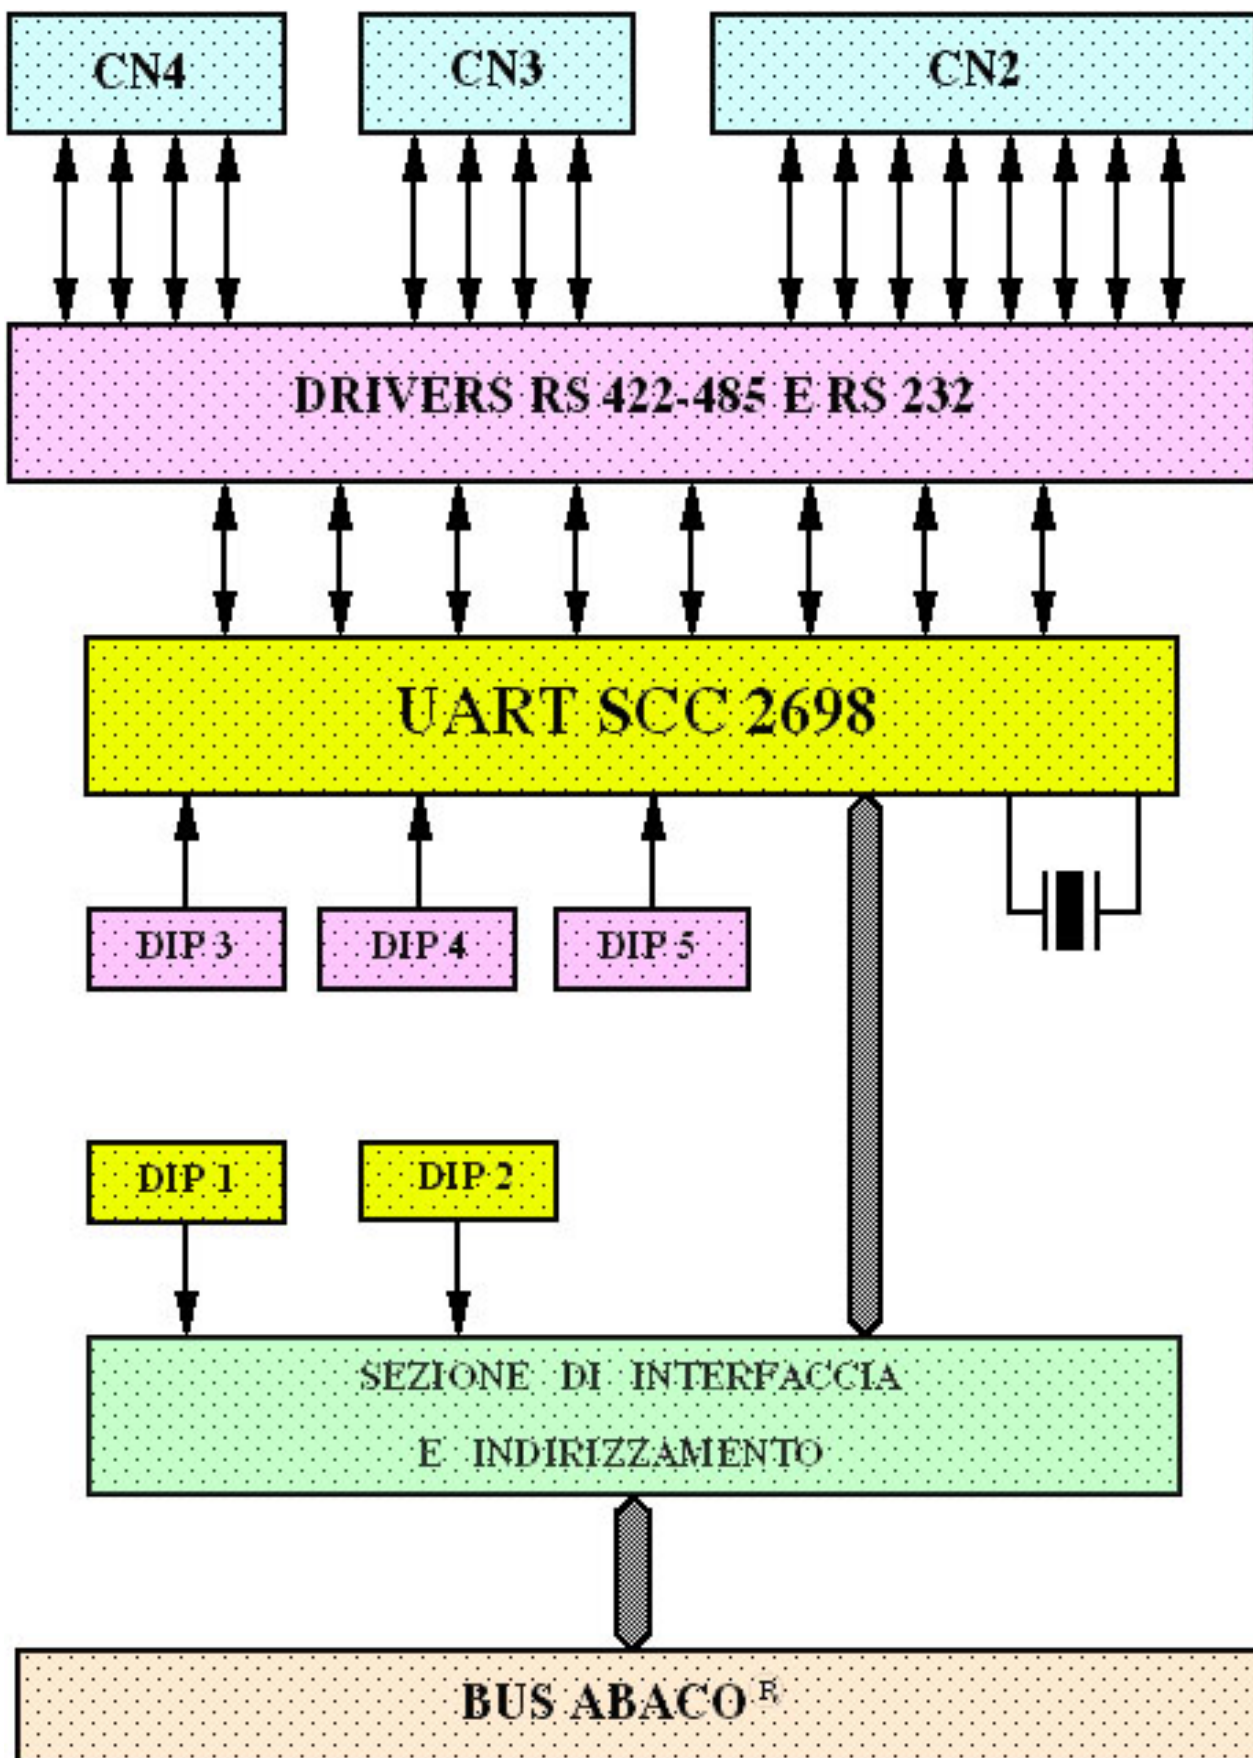 CN4
CN3
CN2
DRIVERS RS 422-485 E RS 232
UART SCC 2698
DIP 3
DIP 4
DIP 5
DIP 1
DIP 2
SEZIONE DI INTERFACCIA
E INDIRIZZAMENTO
BUS ABACO ®